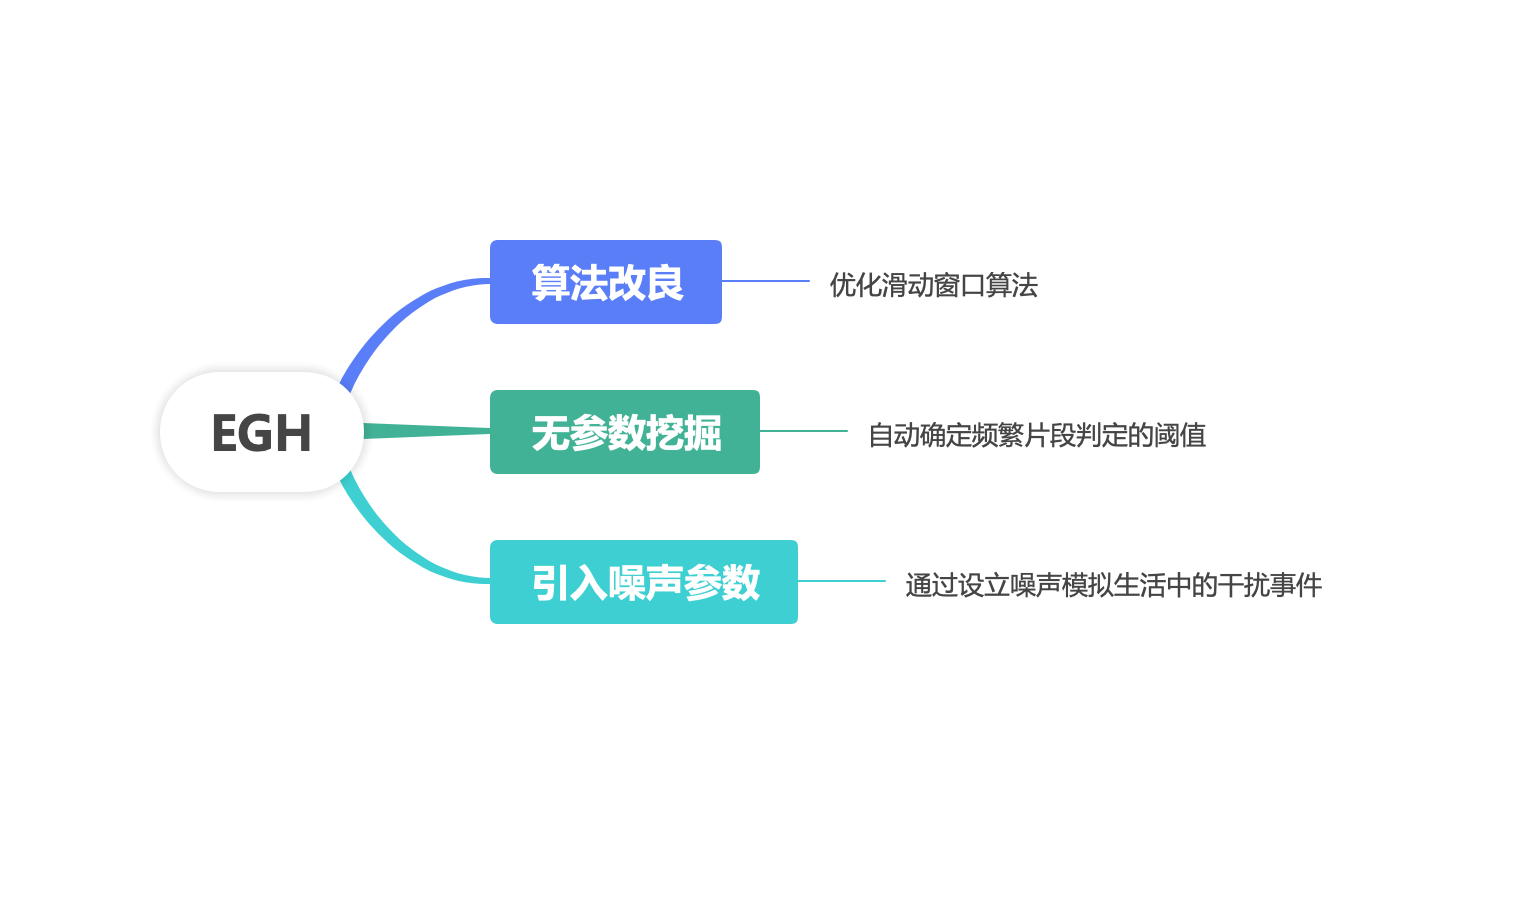 EGH
算法改良
优化滑动窗口算法
无参数挖掘
自动确定频繁片段判定的阈值
引入噪声参数
通过设立噪声模拟生活中的干扰事件